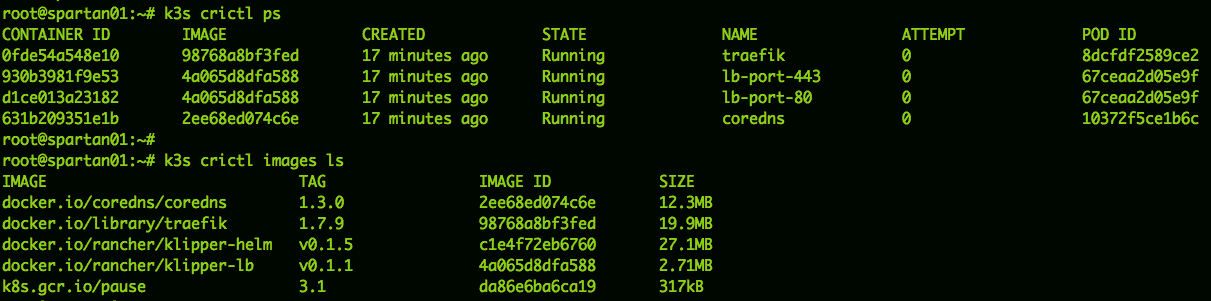 root@spartan01:~# k3s crictl ps
CONTAINER ID IMAGE CREATED STATE NAME ATTEMPT POD ID
0fde54a548e10 98768a8bf3fed 17 minutes ago Running traefik 0 8dcfdf2589ce2
930b3981f9e53 4a065d8dfa588 17 minutes ago Running lb-port-443 0 67ceaa2d05e9f
d1ce013a23182 4a065d8dfa588 17 minutes ago Running lb-port-80 0 67ceaa2d05e9f
631b209351e1b 2ee68ed074c6e 17 minutes ago Running coredns 0 10372f5ce1b6c
root@spartan01:~#
root@spartan01:~# k3s crictl images ls
IMAGE TAG IMAGE ID SIZE
docker.io/coredns/coredns 1.3.0 2ee68ed074c6e 12.3MB
docker.io/library/traefik 1.7.9 98768a8bf3fed 19.9MB
docker.io/rancher/klipper-helm v0.1.5 c1e4f72eb6760 27.1MB
docker.io/rancher/klipper-lb v0.1.1 4a065d8dfa588 2.71MB
k8s.gcr.io/pause 3.1 da86e6ba6ca19 317kB